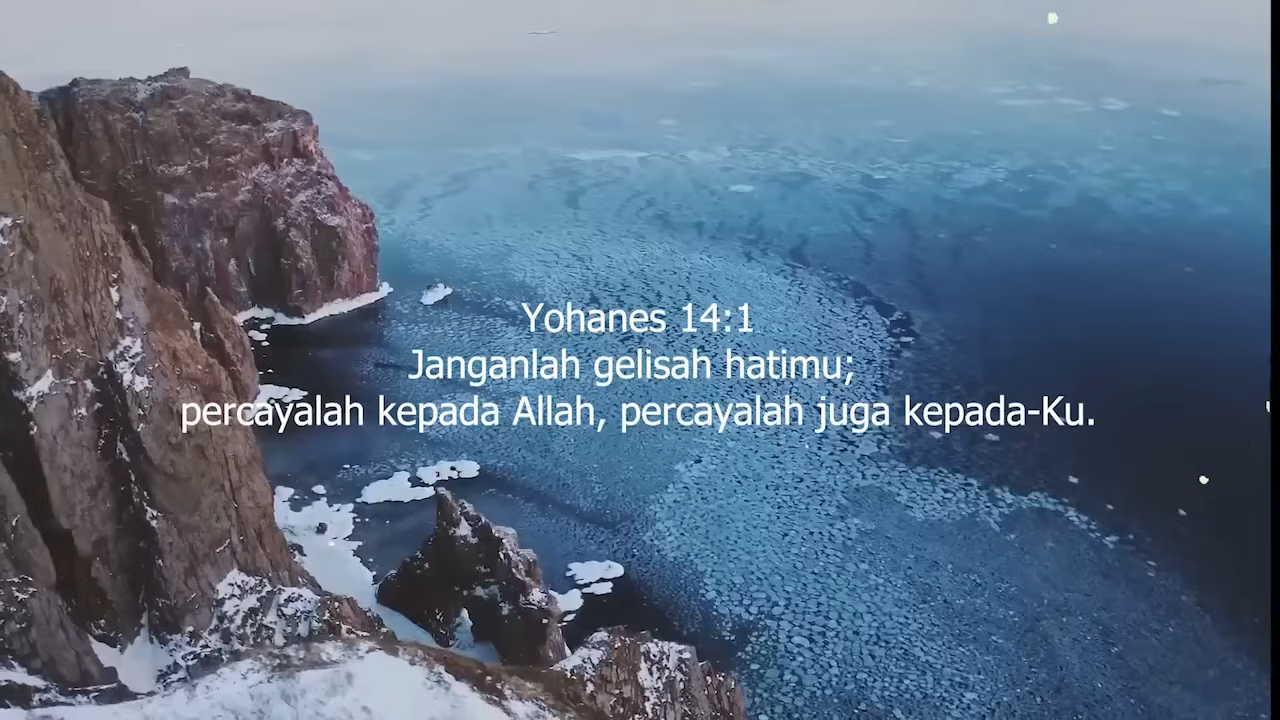 Yohanes 14:1
Janganlah gelisah hatimu;
percayalah kepada Allah, percayalah juga kepada-Ku.